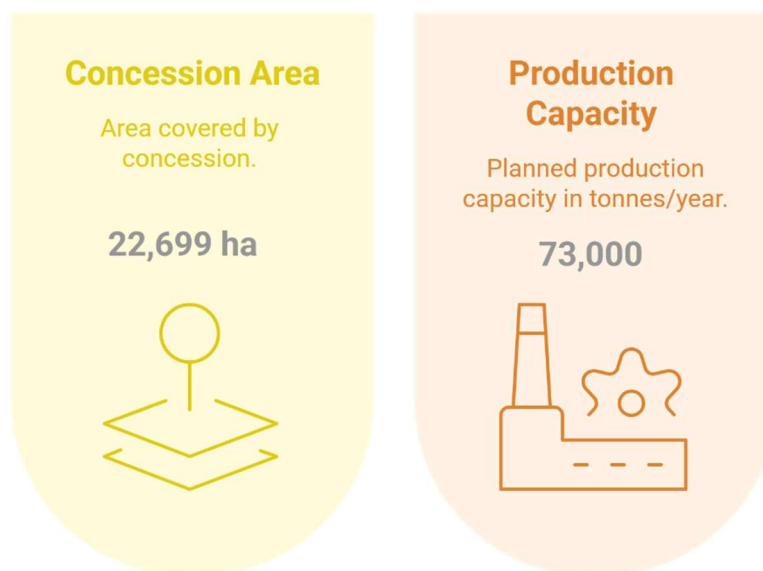 Concession Area
Area covered by
concession.
22,699 ha
Production
Capacity
Planned production
capacity in tonnes/year.
73,000